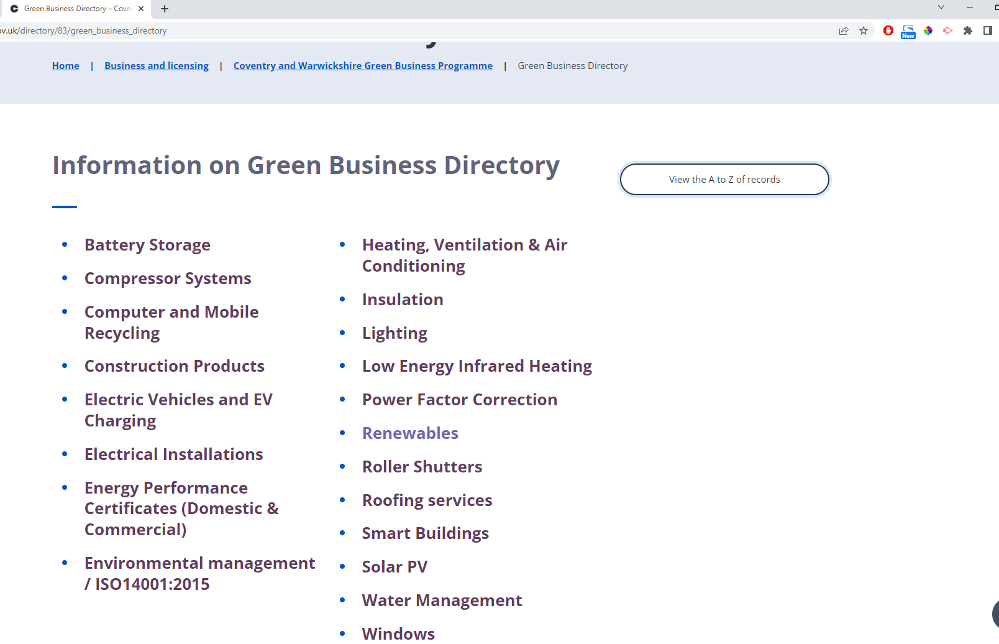 Green Business Directory – Cove
ov.uk/directory/83/green_business_directory
New
Home | Business and licensing | Coventry and Warwickshire Green Business Programme | Green Business Directory
Information on Green Business Directory
View the A to Z of records
Battery Storage
Compressor Systems
Computer and Mobile
Recycling
Construction Products
Electric Vehicles and EV
Charging
Electrical Installations
Energy Performance
Certificates (Domestic &
Commercial)
Environmental management
/ ISO14001:2015
Heating, Ventilation & Air
Conditioning
Insulation
Lighting
Low Energy Infrared Heating
Power Factor Correction
Renewables
Roller Shutters
Roofing services
Smart Buildings
Solar PV
Water Management
Windows